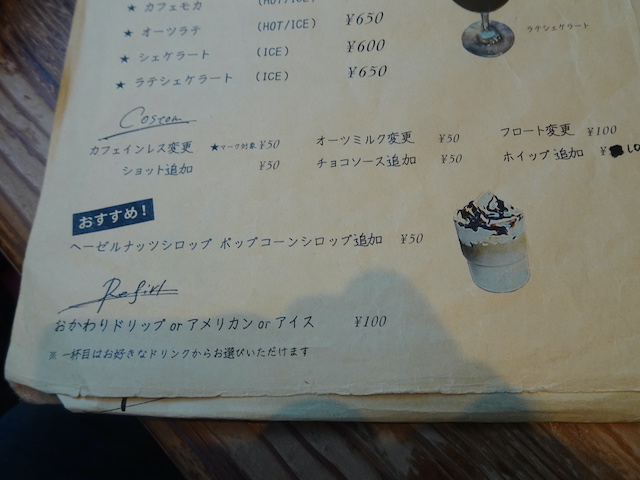 ★ カフェモカ (HOT/ICE)
★ オーツラテ (HOT/ICE) ¥650
★ シェケラート (ICE) ¥600
★ ラテシェケラート (ICE) ¥650
ラテシェケラート
Costom
カフェインレス変更 ★マーク対象 ¥50 オーツミルク変更 ¥50 フロート変更 ¥100
ショット追加 ¥50 チョコソース追加 ¥50 ホイップ追加
おすすめ!
ヘーゼルナッツシロップ ポップコーンシロップ追加 ¥50
おかわりドリップ or アメリカン or アイス ¥100
※ 一杯目はお好きなドリンクからお選びいただけます